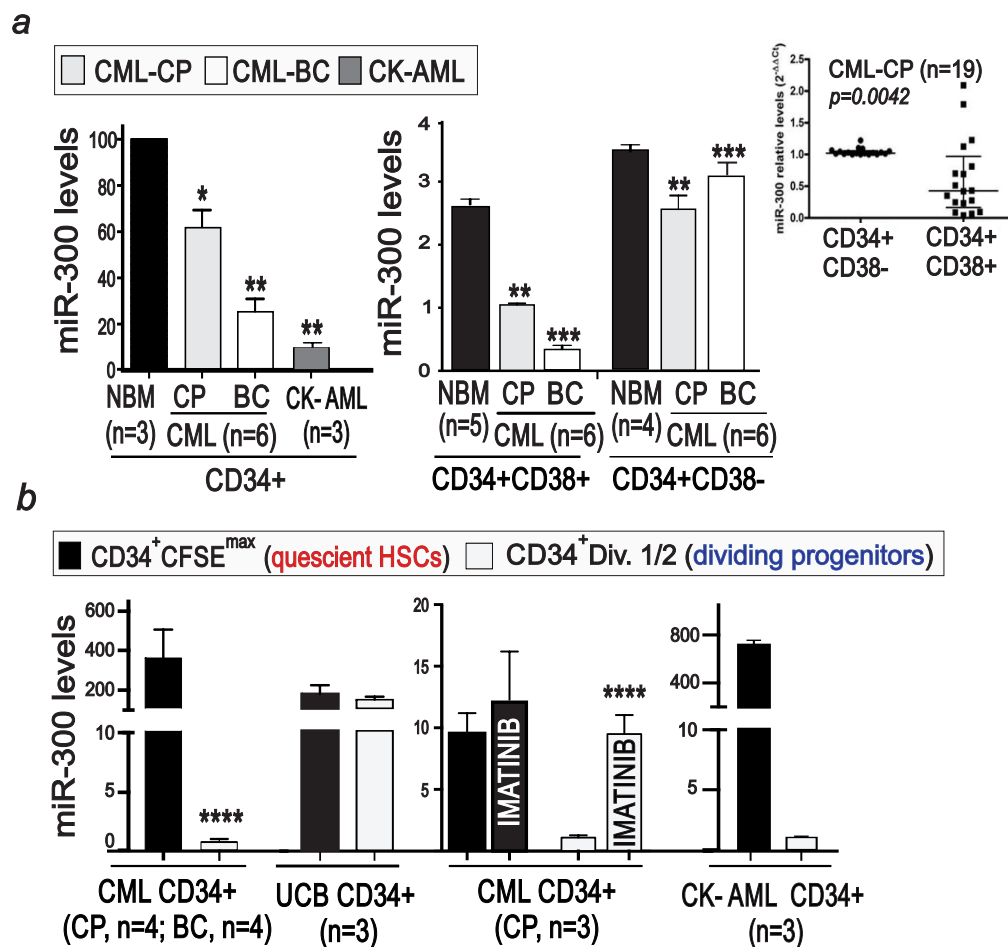 a
CML-CP CML-BC CK-AML
miR-300 levels
100
80
60
40
20
0
*
**
**
NBM CP BC CK- AML
(n=3) CML (n=6) (n=3)
CD34+
miR-300 levels
4
3
2
1
0
**
***
**
***
NBM CP BC NBM CP BC
(n=5) CML (n=6) (n=4) CML (n=6)
CD34+CD38+ CD34+CD38-
miR-300 relative levels (2-ΔΔCt)
2.5
2.0
1.5
1.0
0.5
0.0
CML-CP (n=19)
p=0.0042
CD34+ CD34+
CD38- CD38+
b
CD34+CFSEmax (quescient HSCs) CD34+Div. 1/2 (dividing progenitors)
miR-300 levels
600
400
200
10
5
0
****
CML CD34+
(CP, n=4; BC, n=4)
UCB CD34+
(n=3)
20
15
10
5
0
IMATINIB
****
IMATINIB
CML CD34+
(CP, n=3)
800
400
10
5
0
CK- AML CD34+
(n=3)